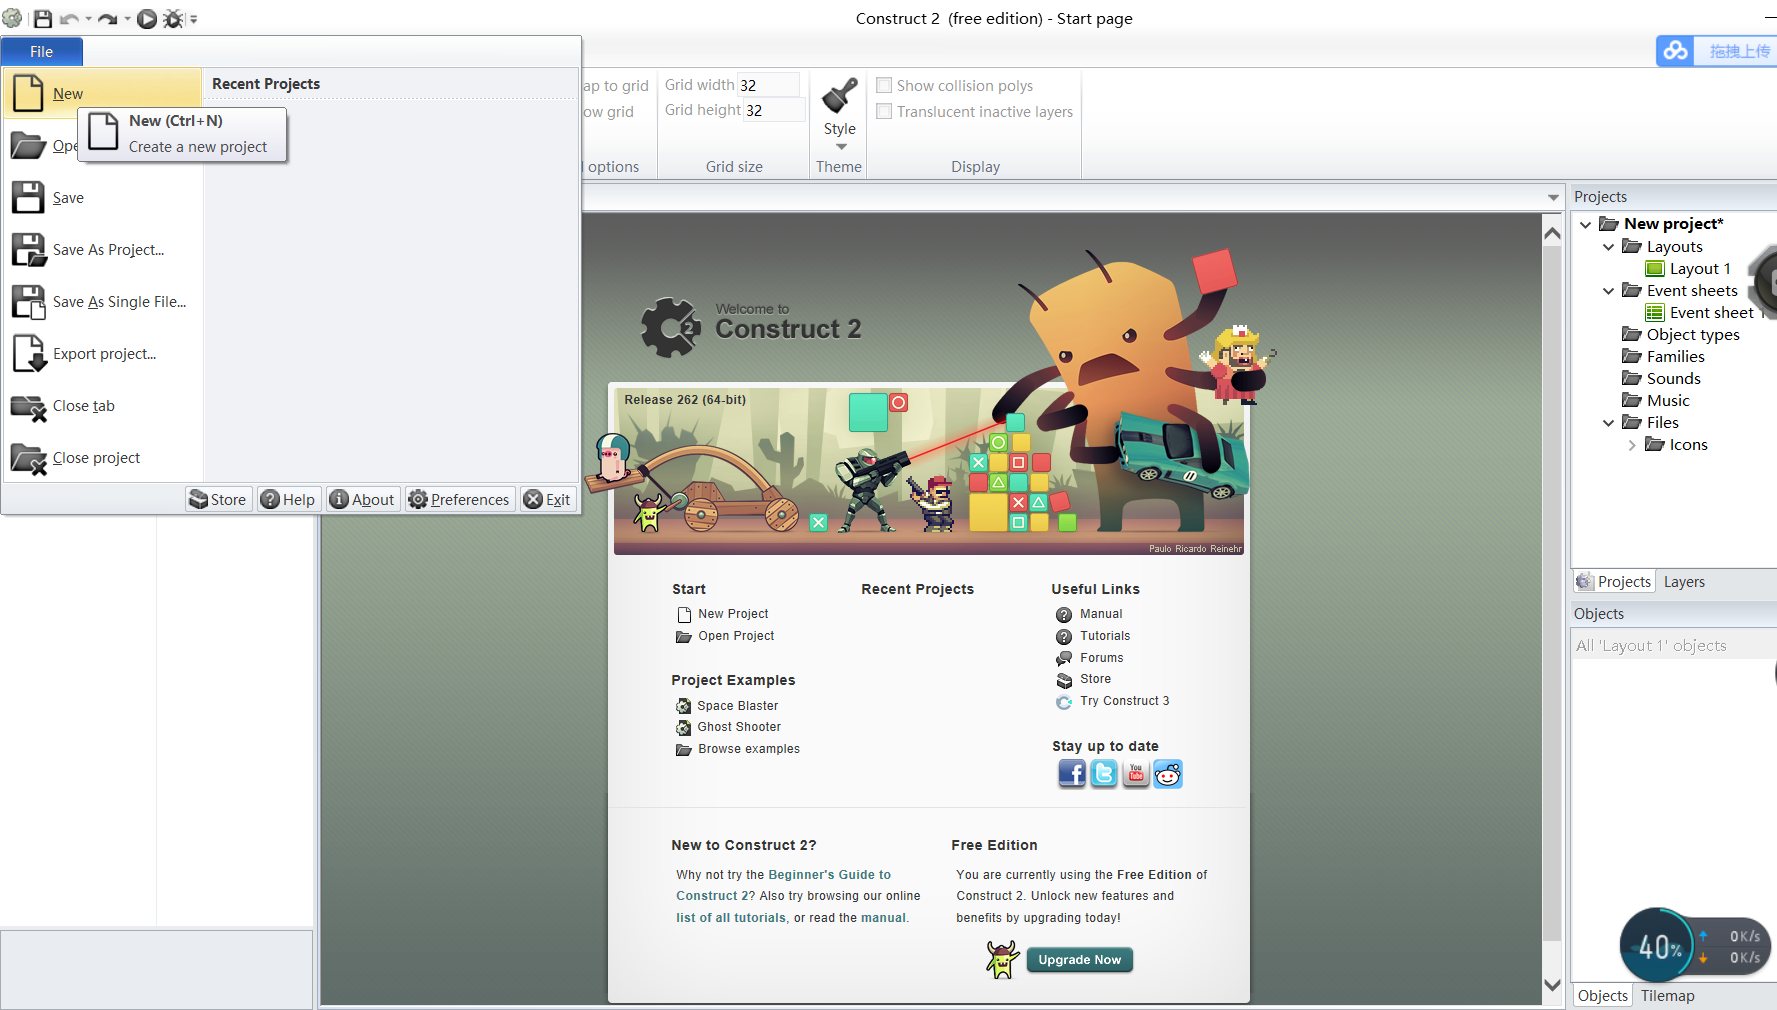 Construct 2  (free edition) - Start page
拖拽上传
File
Recent Projects
New
New (Ctrl+N)
Create a new project
Ope
Save
Save As Project...
Save As Single File...
Export project...
Close tab
Close project
Store
Help
About
Preferences
Exit
ap to grid
ow grid
options
Grid width 32
Grid height 32
Grid size
Style
Theme
Show collision polys
Translucent inactive layers
Display
Projects
New project*
Layouts
Layout 1
Event sheets
Event sheet 1
Object types
Families
Sounds
Music
Files
Icons
Projects
Layers
Objects
All 'Layout 1' objects
Objects
Tilemap
40%
0K/s
0K/s
Welcome to
Construct 2
2
Release 262 (64-bit)
Paulo Ricardo Reinehr
Start
New Project
Open Project
Project Examples
Space Blaster
Ghost Shooter
Browse examples
Recent Projects
Useful Links
Manual
Tutorials
Forums
Store
Try Construct 3
Stay up to date
You
Tube
New to Construct 2?
Why not try the Beginner's Guide to
Construct 2? Also try browsing our online
list of all tutorials, or read the manual.
Free Edition
You are currently using the Free Edition of
Construct 2. Unlock new features and
benefits by upgrading today!
Upgrade Now